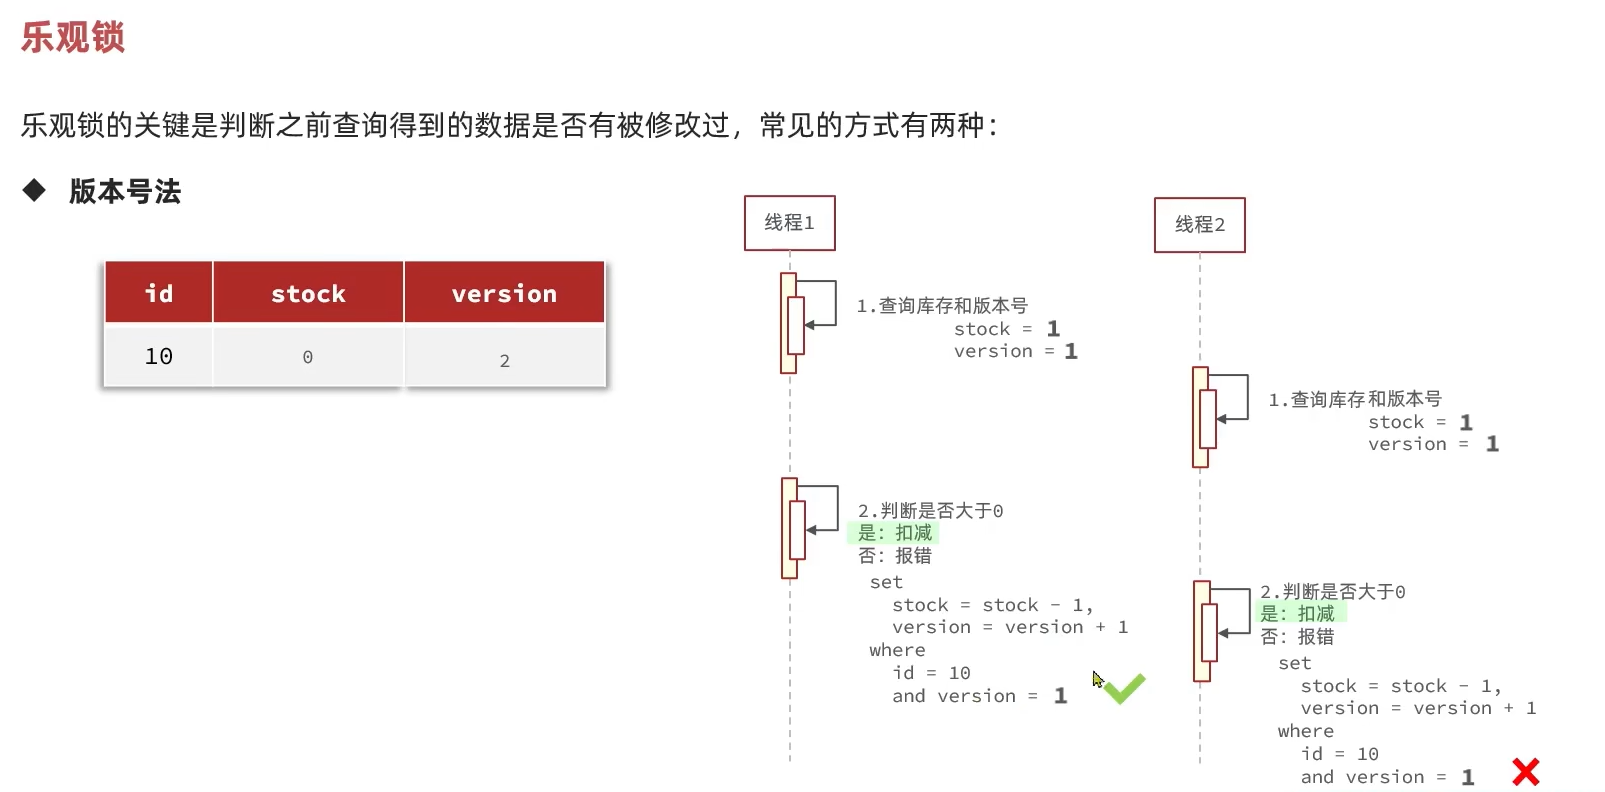 乐观锁
乐观锁的关键是判断之前查询得到的数据是否有被修改过，常见的方式有两种：
◆ 版本号法
id stock version
10 0 2
线程1
1.查询库存和版本号
stock = 1
version = 1
2.判断是否大于0
是：扣减
否：报错
set
stock = stock - 1,
version = version + 1
where
id = 10
and version = 1
线程2
1.查询库存和版本号
stock = 1
version = 1
2.判断是否大于0
是：扣减
否：报错
set
stock = stock - 1,
version = version + 1
where
id = 10
and version = 1